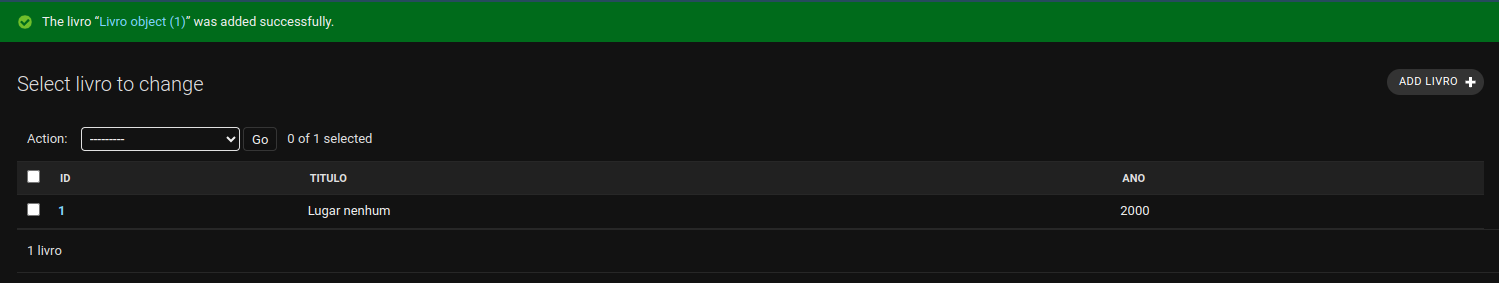 The livro “Livro object (1)” was added successfully.
Select livro to change
ADD LIVRO
Action: --------- Go 0 of 1 selected
ID TITULO ANO
1 Lugar nenhum 2000
1 livro